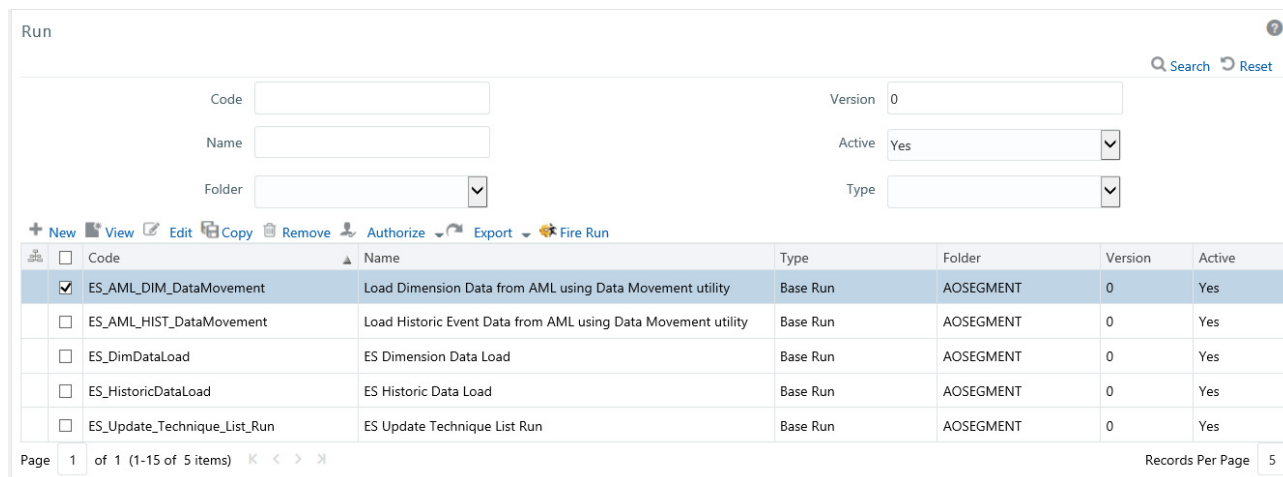 Run
Search Reset
Code Version 0
Name Active Yes
Folder Type
New View Edit Copy Remove Authorize Export Fire Run
Code Name Type Folder Version Active
ES_AML_DIM_DataMovement Load Dimension Data from AML using Data Movement utility Base Run AOSEGMENT 0 Yes
ES_AML_HIST_DataMovement Load Historic Event Data from AML using Data Movement utility Base Run AOSEGMENT 0 Yes
ES_DimDataLoad ES Dimension Data Load Base Run AOSEGMENT 0 Yes
ES_HistoricDataLoad ES Historic Data Load Base Run AOSEGMENT 0 Yes
ES_Update_Technique_List_Run ES Update Technique List Run Base Run AOSEGMENT 0 Yes
Page 1 of 1 (1-15 of 5 items) Records Per Page 5